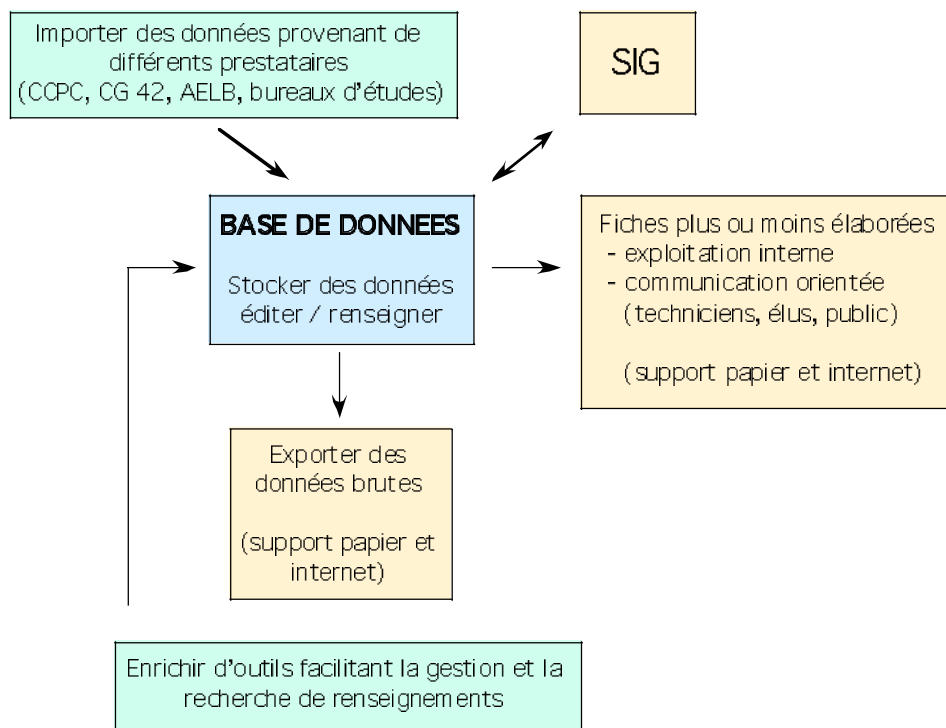 Importer des données provenant de
différents prestataires
(CCPC, CG 42, AELB, bureaux d'études)
SIG
BASE DE DONNEES
Stocker des données
éditer / renseigner
Fiches plus ou moins élaborées
- exploitation interne
- communication orientée
(techniciens, élus, public)
(support papier et internet)
Exporter des
données brutes
(support papier et
internet)
Enrichir d'outils facilitant la gestion et la
recherche de renseignements